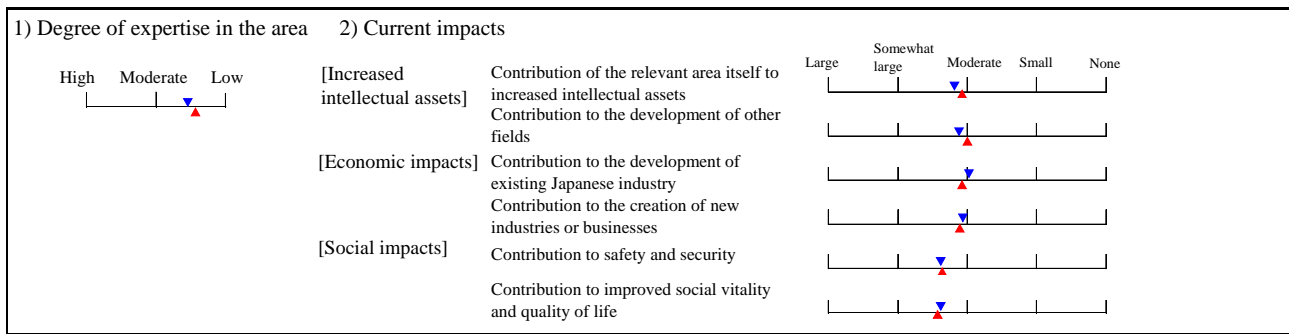 1) Degree of expertise in the area
2) Current impacts
High Moderate Low
Large Somewhat large Moderate Small None
[Increased
intellectual assets]
Contribution of the relevant area itself to
increased intellectual assets
Contribution to the development of other
fields
[Economic impacts]
Contribution to the development of
existing Japanese industry
Contribution to the creation of new
industries or businesses
[Social impacts]
Contribution to safety and security
Contribution to improved social vitality
and quality of life